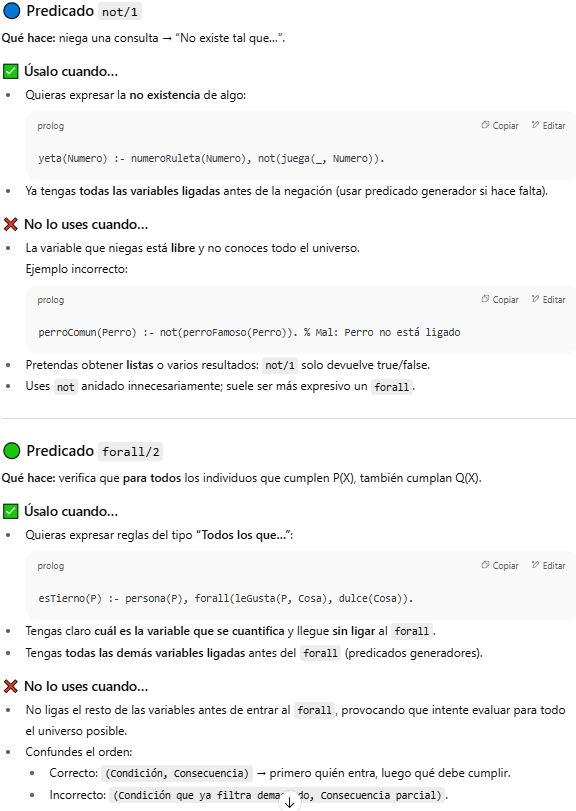 Predicado not/1
Qué hace: niega una consulta → “No existe tal que…”.
Úsalo cuando…
Quieras expresar la no existencia de algo:
prolog Copiar Editar
yeta(Numero) :- numeroRuleta(Numero), not(juega(_, Numero)).
Ya tengas todas las variables ligadas antes de la negación (usar predicado generador si hace falta).
No lo uses cuando…
La variable que niegas está libre y no conoces todo el universo.
Ejemplo incorrecto:
prolog Copiar Editar
perroComun(Perro) :- not(perroFamoso(Perro)). % Mal: Perro no está ligado
Pretendas obtener listas o varios resultados: not/1 solo devuelve true/false.
Uses not anidado innecesariamente; suele ser más expresivo un forall.
Predicado forall/2
Qué hace: verifica que para todos los individuos que cumplen P(X), también cumplan Q(X).
Úsalo cuando…
Quieras expresar reglas del tipo “Todos los que…”:
prolog Copiar Editar
esTierno(P) :- persona(P), forall(leGusta(P, Cosa), dulce(Cosa)).
Tengas claro cuál es la variable que se cuantifica y llegue sin ligar al forall.
Tengas todas las demás variables ligadas antes del forall (predicados generadores).
No lo uses cuando…
No ligas el resto de las variables antes de entrar al forall, provocando que intente evaluar para todo
el universo posible.
Confundes el orden:
Correcto: (Condición, Consecuencia) → primero quién entra, luego qué debe cumplir.
Incorrecto: (Condición que ya filtra Consecuencia parcial).